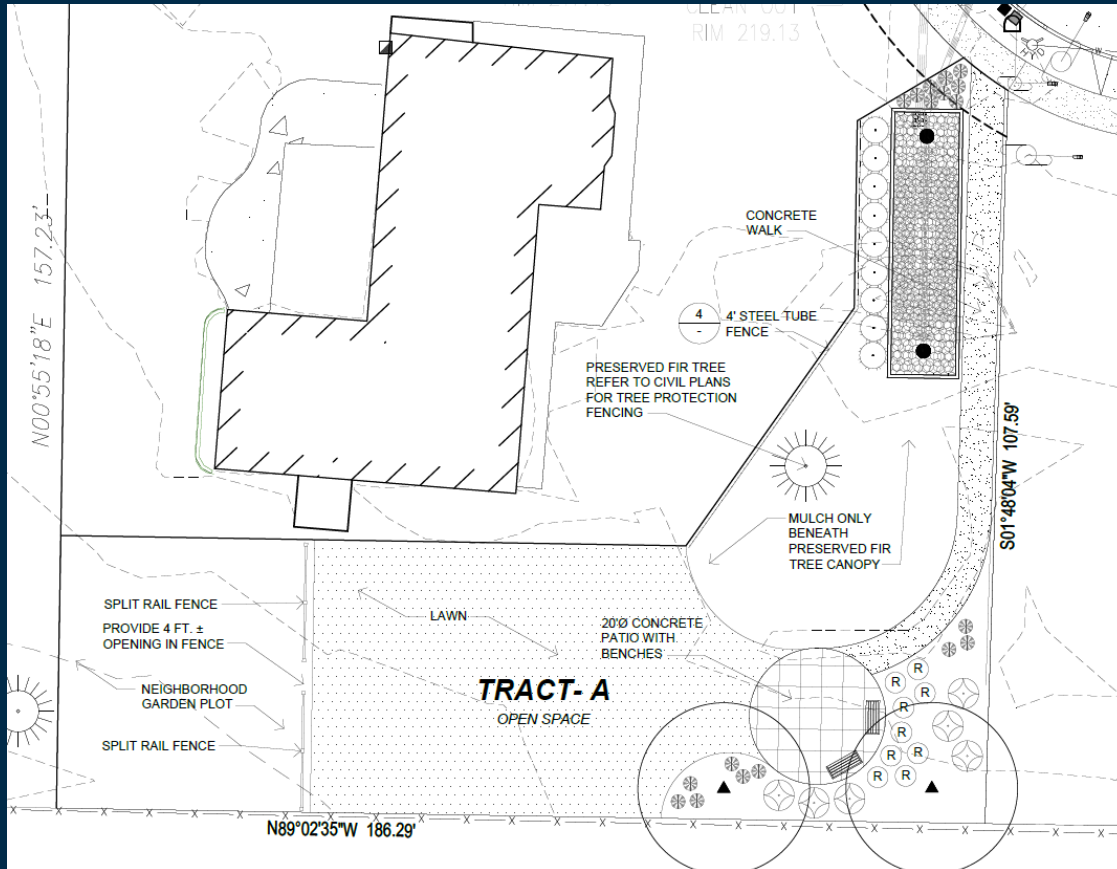 CLEAN OUT
RIM 219.13
N00°55'18"E 157.23'
CONCRETE
WALK
4
-
4' STEEL TUBE
FENCE
PRESERVED FIR TREE
REFER TO CIVIL PLANS
FOR TREE PROTECTION
FENCING
S01°48'04"W 107.59'
MULCH ONLY
BENEATH
PRESERVED FIR
TREE CANOPY
SPLIT RAIL FENCE
LAWN
PROVIDE 4 FT. ±
OPENING IN FENCE
20'Ø CONCRETE
PATIO WITH
BENCHES
NEIGHBORHOOD
GARDEN PLOT
TRACT- A
OPEN SPACE
SPLIT RAIL FENCE
R
R
R
R
R
R
R
R
R
N89°02'35"W 186.29'